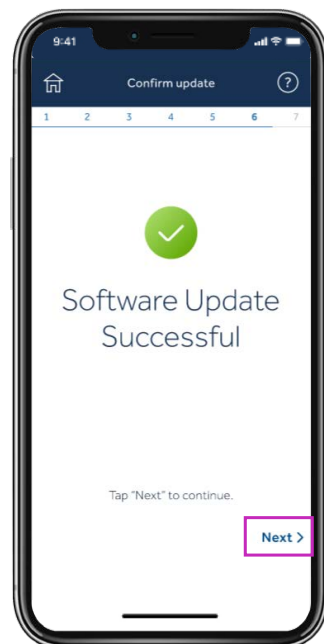 9:41
Confirm update
?
1 2 3 4 5 6 7
Software Update
Successful
Tap "Next" to continue.
Next >